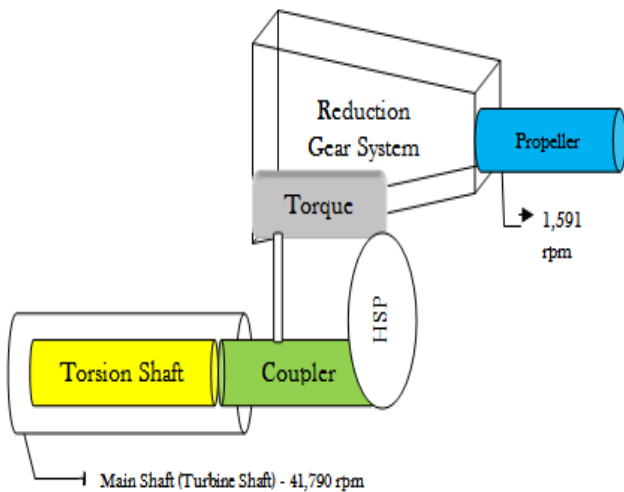 Reduction
Gear System
Propeller
Torque
1,591
rpm
HSP
Torsion Shaft
Coupler
Main Shaft (Turbine Shaft) - 41,790 rpm